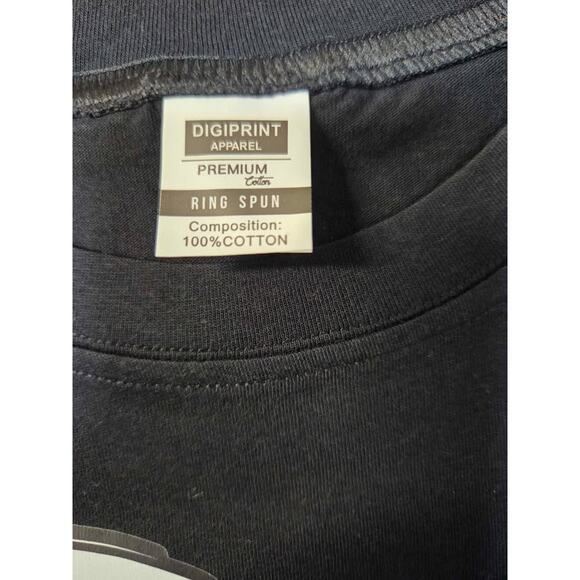 DIGIPRINT
APPAREL
PREMIUM
Cotton
RING SPUN
Composition:
100%COTTON